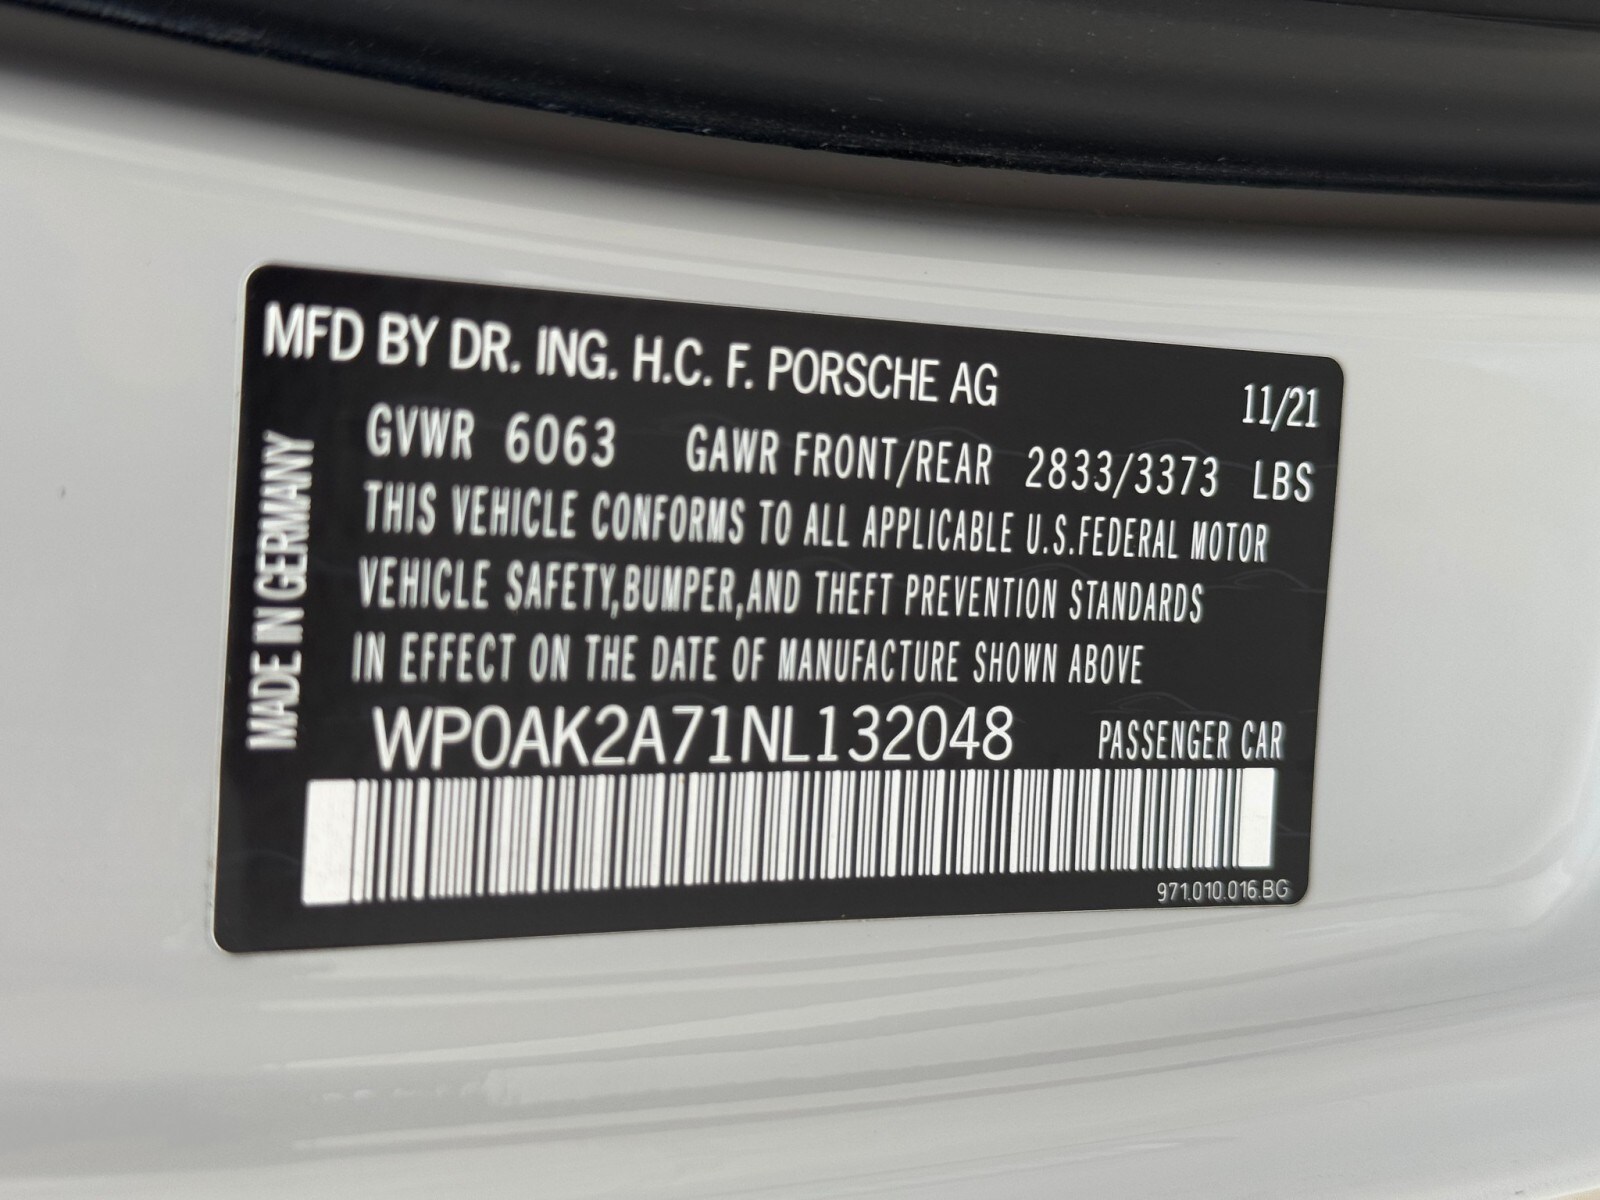 MFD BY DR. ING. H.C. F. PORSCHE AG 11/21
GVWR 6063 GAWR FRONT/REAR 2833/3373 LBS
THIS VEHICLE CONFORMS TO ALL APPLICABLE U.S.FEDERAL MOTOR
VEHICLE SAFETY,BUMPER,AND THEFT PREVENTION STANDARDS
IN EFFECT ON THE DATE OF MANUFACTURE SHOWN ABOVE
WP0AK2A71NL132048 PASSENGER CAR
971.010.016.BG
MADE IN GERMANY